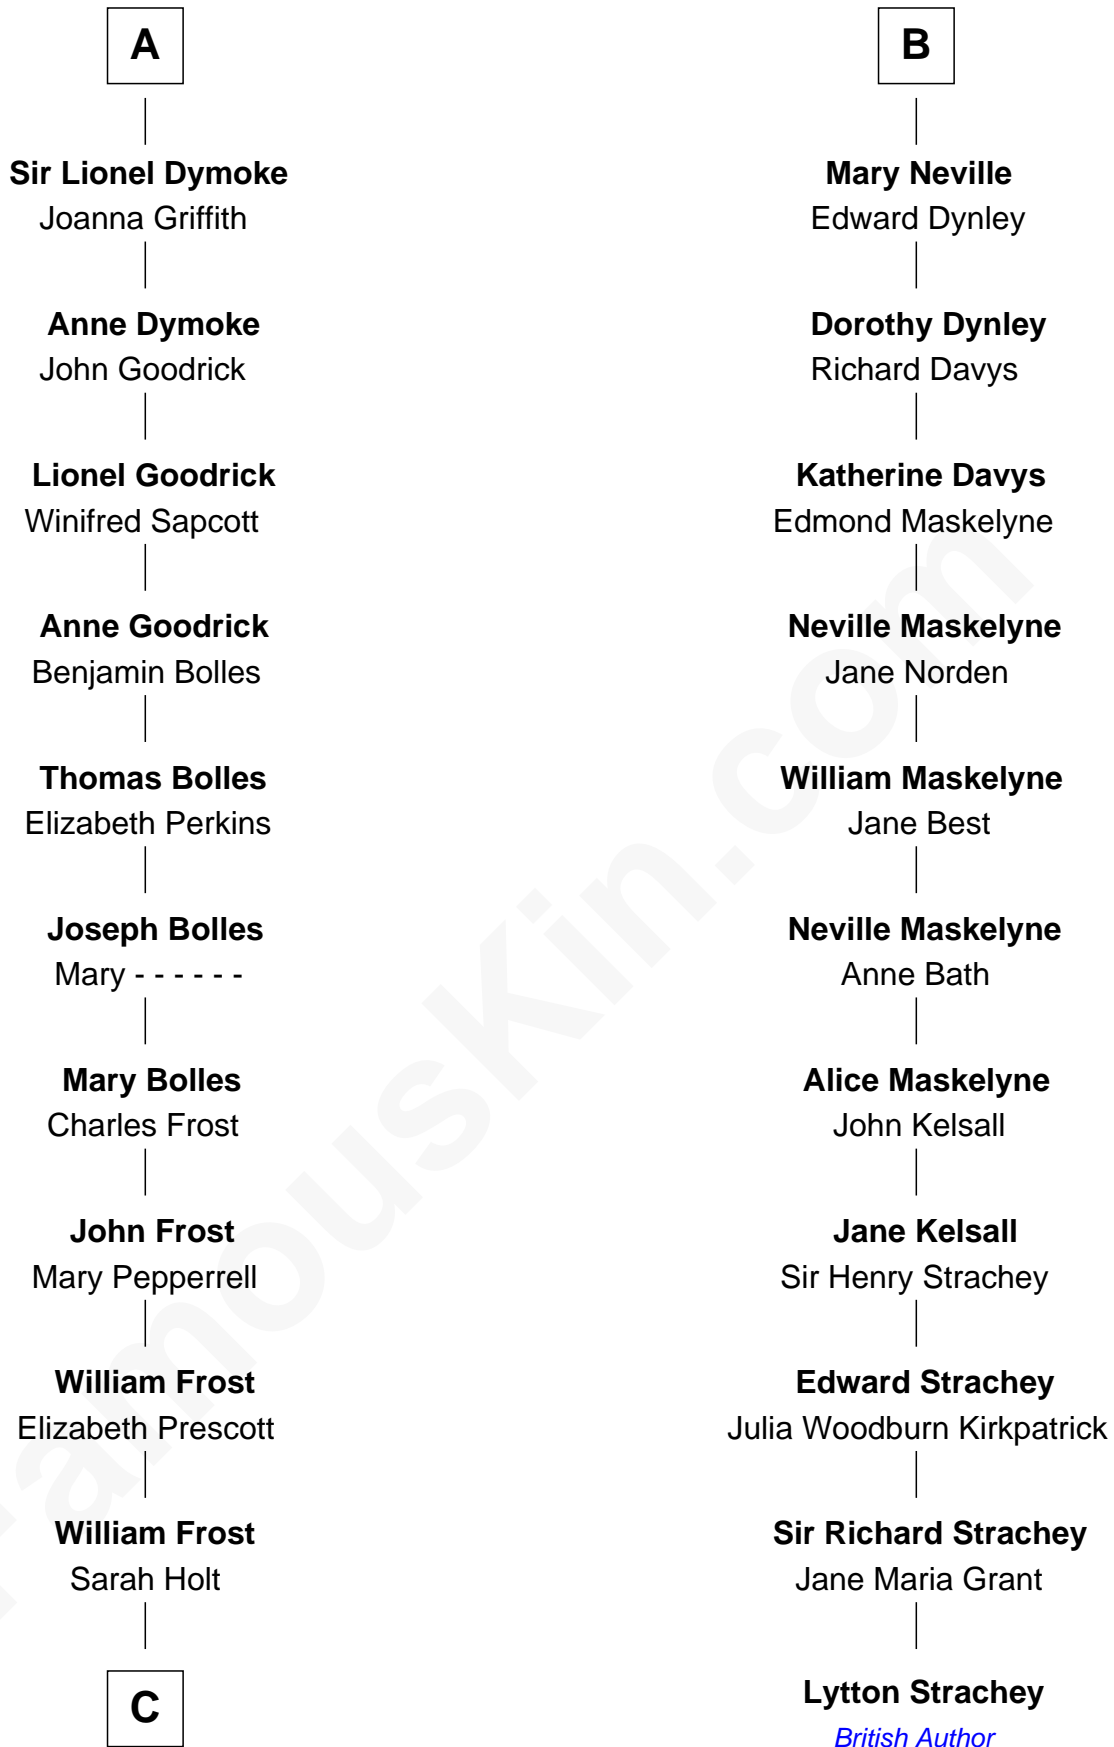 A
Sir Lionel Dymoke
Joanna Griffith
Anne Dymoke
John Goodrick
Lionel Goodrick
Winifred Sapcott
Anne Goodrick
Benjamin Bolles
Thomas Bolles
Elizabeth Perkins
Joseph Bolles
Mary - - - - - -
Mary Bolles
Charles Frost
John Frost
Mary Pepperrell
William Frost
Elizabeth Prescott
William Frost
Sarah Holt
C
B
Mary Neville
Edward Dynley
Dorothy Dynley
Richard Davys
Katherine Davys
Edmond Maskelyne
Neville Maskelyne
Jane Norden
William Maskelyne
Jane Best
Neville Maskelyne
Anne Bath
Alice Maskelyne
John Kelsall
Jane Kelsall
Sir Henry Strachey
Edward Strachey
Julia Woodburn Kirkpatrick
Sir Richard Strachey
Jane Maria Grant
Lytton Strachey
British Author
FamousKin.com